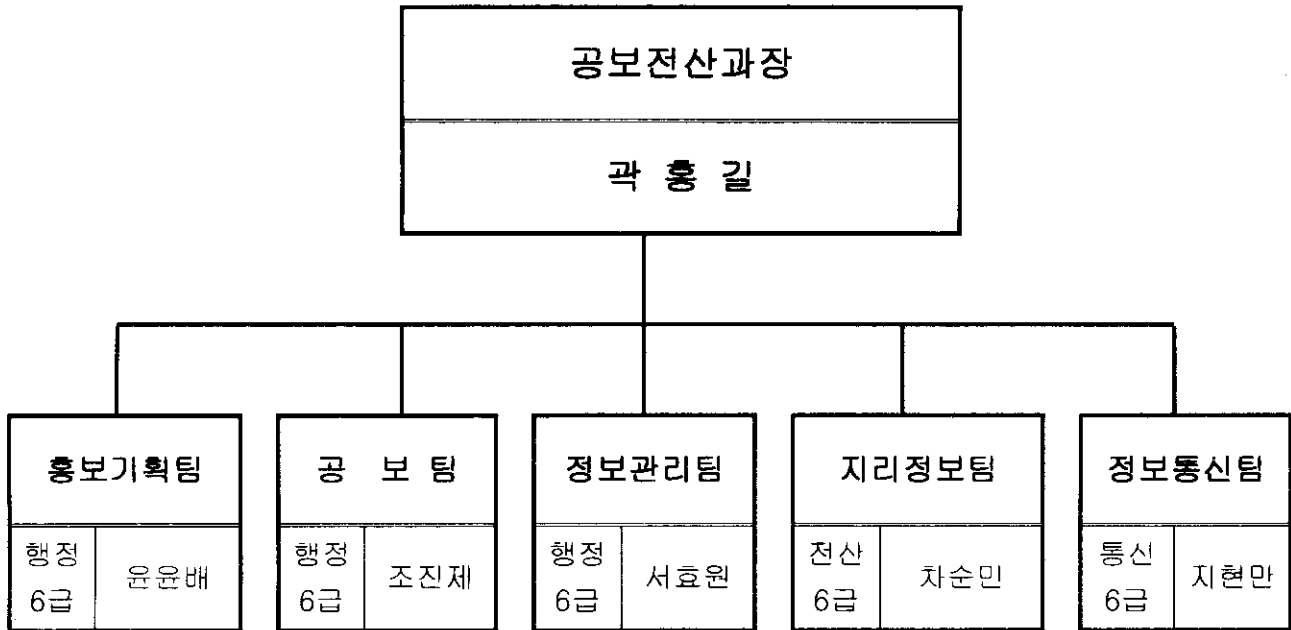 공보전산과장
곽 홍 길
홍보기획팀
행정
6급
윤윤배
공 보 팀
행정
6급
조진제
정보관리팀
행정
6급
서효원
지리정보팀
전산
6급
차순민
정보통신팀
통신
6급
지현만